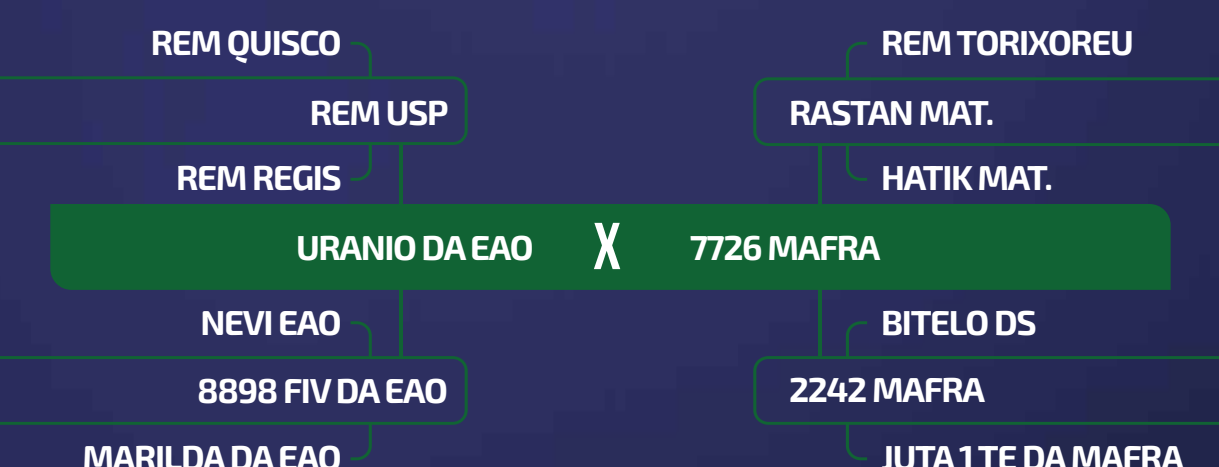 REM QUISCO
REM TORIXOREU
REM USP
RASTAN MAT.
REM REGIS
HATIK MAT.
URANIO DA EAO X 7726 MAFRA
NEVI EAO
BITELO DS
8898 FIV DA EAO
2242 MAFRA
MARILDA DA EAO
JUTA 1 TE DA MAFRA